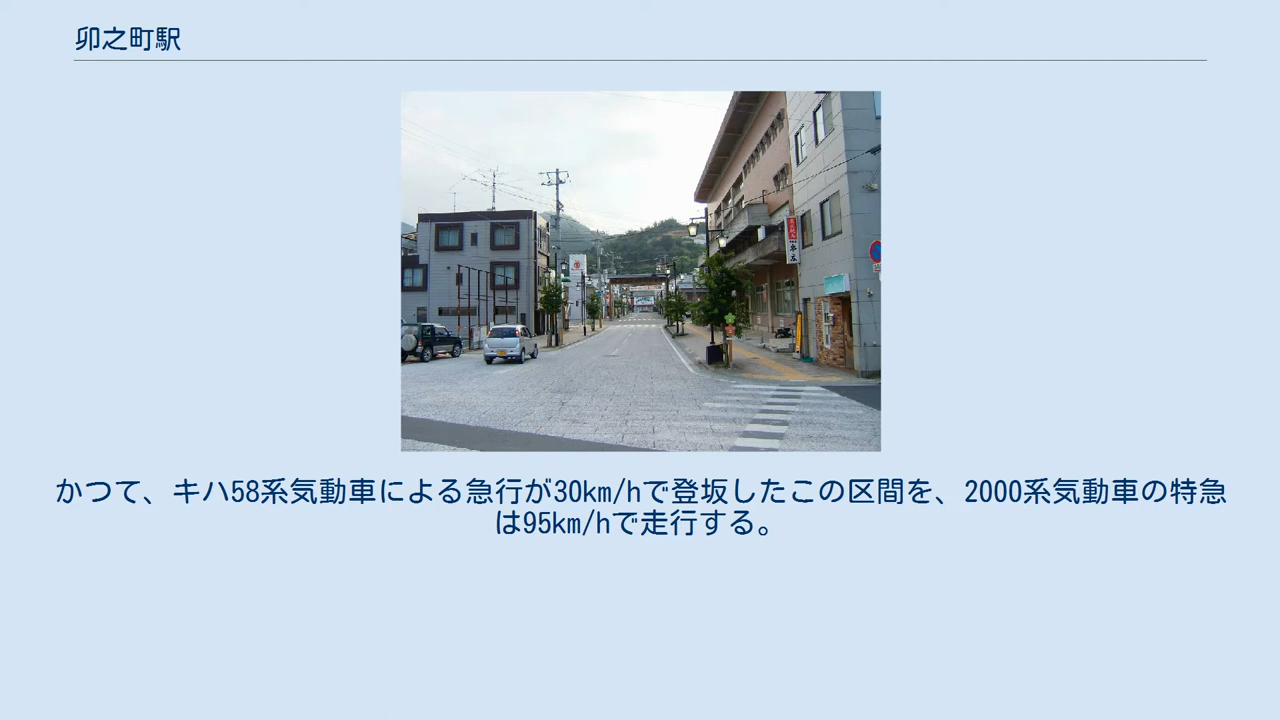 卯之町駅
かつて、キハ58系気動車による急行が30km/hで登坂したこの区間を、2000系気動車の特急
は95km/hで走行する。